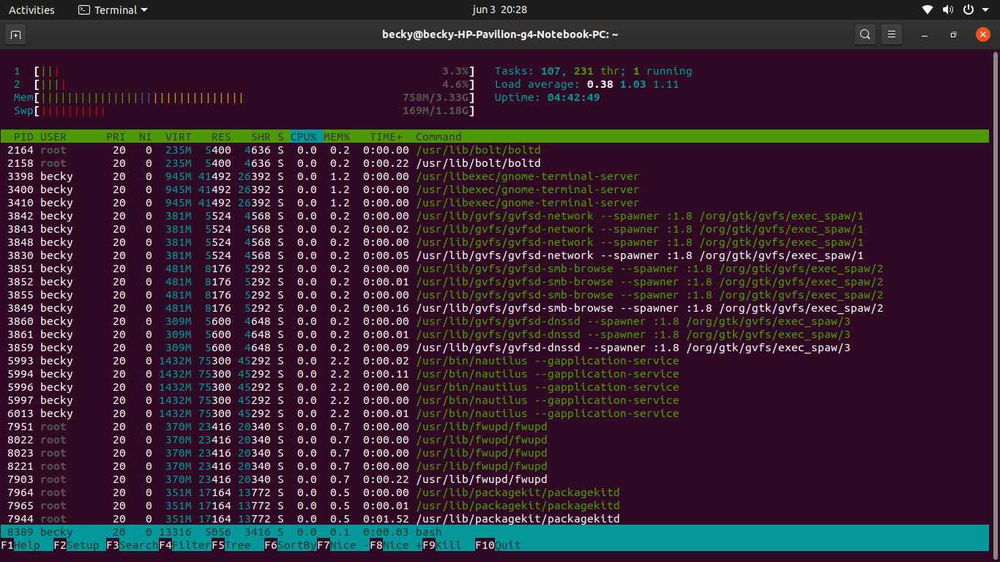 Activities Terminal jun 3 20:28
becky@becky-HP-Pavilion-g4-Notebook-PC: ~
1 [||| 3.3%] Tasks: 107, 231 thr; 1 running
2 [|||| 4.6%] Load average: 0.38 1.03 1.11
Mem[||||||||||||||||||||||||||||||| 758M/3.33G] Uptime: 04:42:49
Swp[|||||||||| 169M/1.18G]
PID USER PRI NI VIRT RES SHR S CPU% MEM% TIME+ Command
2164 root 20 0 235M 5400 4636 S 0.0 0.2 0:00.00 /usr/lib/bolt/boltd
2158 root 20 0 235M 5400 4636 S 0.0 0.2 0:00.22 /usr/lib/bolt/boltd
3398 becky 20 0 945M 41492 26392 S 0.0 1.2 0:00.00 /usr/libexec/gnome-terminal-server
3400 becky 20 0 945M 41492 26392 S 0.0 1.2 0:00.00 /usr/libexec/gnome-terminal-server
3410 becky 20 0 945M 41492 26392 S 0.0 1.2 0:00.00 /usr/libexec/gnome-terminal-server
3842 becky 20 0 381M 5524 4568 S 0.0 0.2 0:00.00 /usr/lib/gvfs/gvfsd-network --spawner :1.8 /org/gtk/gvfs/exec_spaw/1
3843 becky 20 0 381M 5524 4568 S 0.0 0.2 0:00.02 /usr/lib/gvfs/gvfsd-network --spawner :1.8 /org/gtk/gvfs/exec_spaw/1
3848 becky 20 0 381M 5524 4568 S 0.0 0.2 0:00.00 /usr/lib/gvfs/gvfsd-network --spawner :1.8 /org/gtk/gvfs/exec_spaw/1
3830 becky 20 0 381M 5524 4568 S 0.0 0.2 0:00.05 /usr/lib/gvfs/gvfsd-network --spawner :1.8 /org/gtk/gvfs/exec_spaw/1
3851 becky 20 0 481M 8176 5292 S 0.0 0.2 0:00.00 /usr/lib/gvfs/gvfsd-smb-browse --spawner :1.8 /org/gtk/gvfs/exec_spaw/2
3852 becky 20 0 481M 8176 5292 S 0.0 0.2 0:00.01 /usr/lib/gvfs/gvfsd-smb-browse --spawner :1.8 /org/gtk/gvfs/exec_spaw/2
3855 becky 20 0 481M 8176 5292 S 0.0 0.2 0:00.00 /usr/lib/gvfs/gvfsd-smb-browse --spawner :1.8 /org/gtk/gvfs/exec_spaw/2
3849 becky 20 0 481M 8176 5292 S 0.0 0.2 0:00.16 /usr/lib/gvfs/gvfsd-smb-browse --spawner :1.8 /org/gtk/gvfs/exec_spaw/2
3860 becky 20 0 309M 5600 4648 S 0.0 0.2 0:00.00 /usr/lib/gvfs/gvfsd-dnssd --spawner :1.8 /org/gtk/gvfs/exec_spaw/3
3861 becky 20 0 309M 5600 4648 S 0.0 0.2 0:00.01 /usr/lib/gvfs/gvfsd-dnssd --spawner :1.8 /org/gtk/gvfs/exec_spaw/3
3859 becky 20 0 309M 5600 4648 S 0.0 0.2 0:00.09 /usr/lib/gvfs/gvfsd-dnssd --spawner :1.8 /org/gtk/gvfs/exec_spaw/3
5993 becky 20 0 1432M 75300 45292 S 0.0 2.2 0:00.02 /usr/bin/nautilus --gapplication-service
5994 becky 20 0 1432M 75300 45292 S 0.0 2.2 0:00.11 /usr/bin/nautilus --gapplication-service
5996 becky 20 0 1432M 75300 45292 S 0.0 2.2 0:00.00 /usr/bin/nautilus --gapplication-service
5997 becky 20 0 1432M 75300 45292 S 0.0 2.2 0:00.00 /usr/bin/nautilus --gapplication-service
6013 becky 20 0 1432M 75300 45292 S 0.0 2.2 0:00.01 /usr/bin/nautilus --gapplication-service
7951 root 20 0 370M 23416 20340 S 0.0 0.7 0:00.00 /usr/lib/fwupd/fwupd
8022 root 20 0 370M 23416 20340 S 0.0 0.7 0:00.00 /usr/lib/fwupd/fwupd
8023 root 20 0 370M 23416 20340 S 0.0 0.7 0:00.00 /usr/lib/fwupd/fwupd
8221 root 20 0 370M 23416 20340 S 0.0 0.7 0:00.00 /usr/lib/fwupd/fwupd
7903 root 20 0 370M 23416 20340 S 0.0 0.7 0:00.22 /usr/lib/fwupd/fwupd
7964 root 20 0 351M 17164 13772 S 0.0 0.5 0:00.00 /usr/lib/packagekit/packagekitd
7965 root 20 0 351M 17164 13772 S 0.0 0.5 0:00.01 /usr/lib/packagekit/packagekitd
7944 root 20 0 351M 17164 13772 S 0.0 0.5 0:01.52 /usr/lib/packagekit/packagekitd
8389 becky 20 0 13316 5056 3416 S 0.0 0.1 0:00.03 bash
F1Help F2Setup F3SearchF4FilterF5Tree F6SortByF7Nice -F8Nice +F9Kill F10Quit